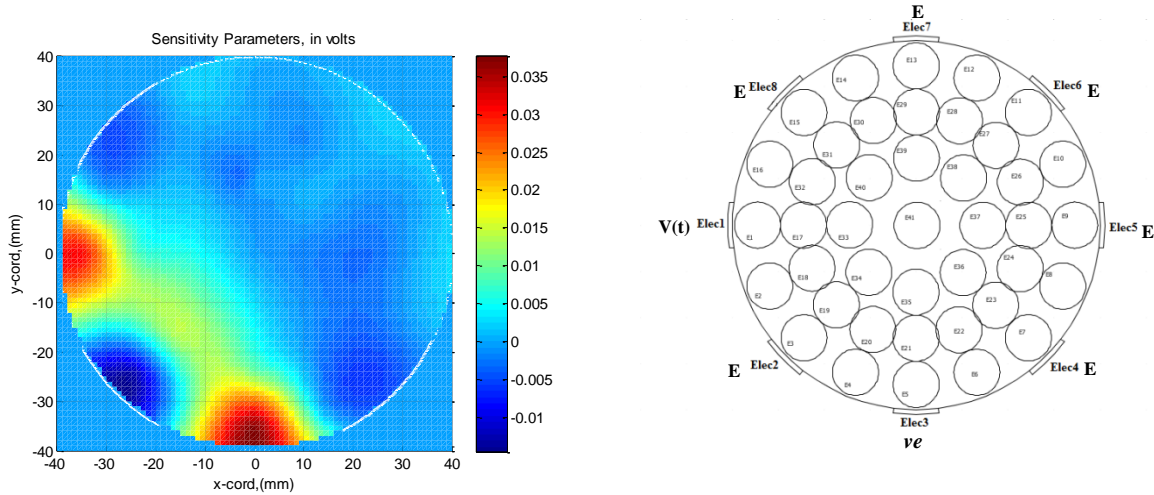 Sensitivity Parameters, in volts
40
30
20
10
0
-10
-20
-30
-40
y-cord,(mm)
-40 -20 0 20 40
x-cord,(mm)
0.035
0.03
0.025
0.02
0.015
0.01
0.005
0
-0.005
-0.01
E
Elec7
E13
E14 E12
E Elec8 Elec6 E
E15 E29 E11
E30 E28
E31 E39 E27
E16 E10
E32 E40 E38 E26
V(t) Elec1 E1 E17 E33 E41 E37 E25 E9 Elec5 E
E2 E18 E34 E36 E24 E8
E19 E35 E23
E3 E20 E21 E22 E7
E Elec2 Elec4 E
E4 E5 E6
Elec3
ve